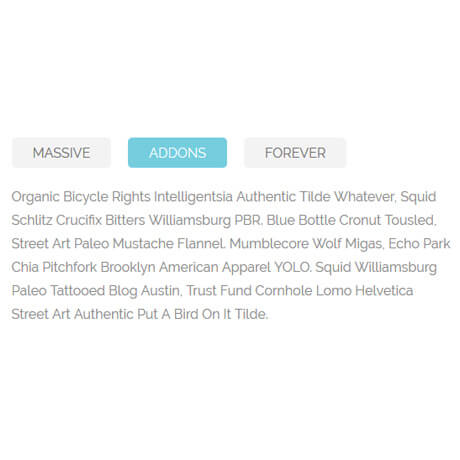 MASSIVE ADDONS FOREVER
Organic Bicycle Rights Intelligentsia Authentic Tilde Whatever, Squid
Schlitz Crucifix Bitters Williamsburg PBR. Blue Bottle Cronut Tousled,
Street Art Paleo Mustache Flannel. Mumblecore Wolf Migas, Echo Park
Chia Pitchfork Brooklyn American Apparel YOLO. Squid Williamsburg
Paleo Tattooed Blog Austin, Trust Fund Cornhole Lomo Helvetica
Street Art Authentic Put A Bird On It Tilde.